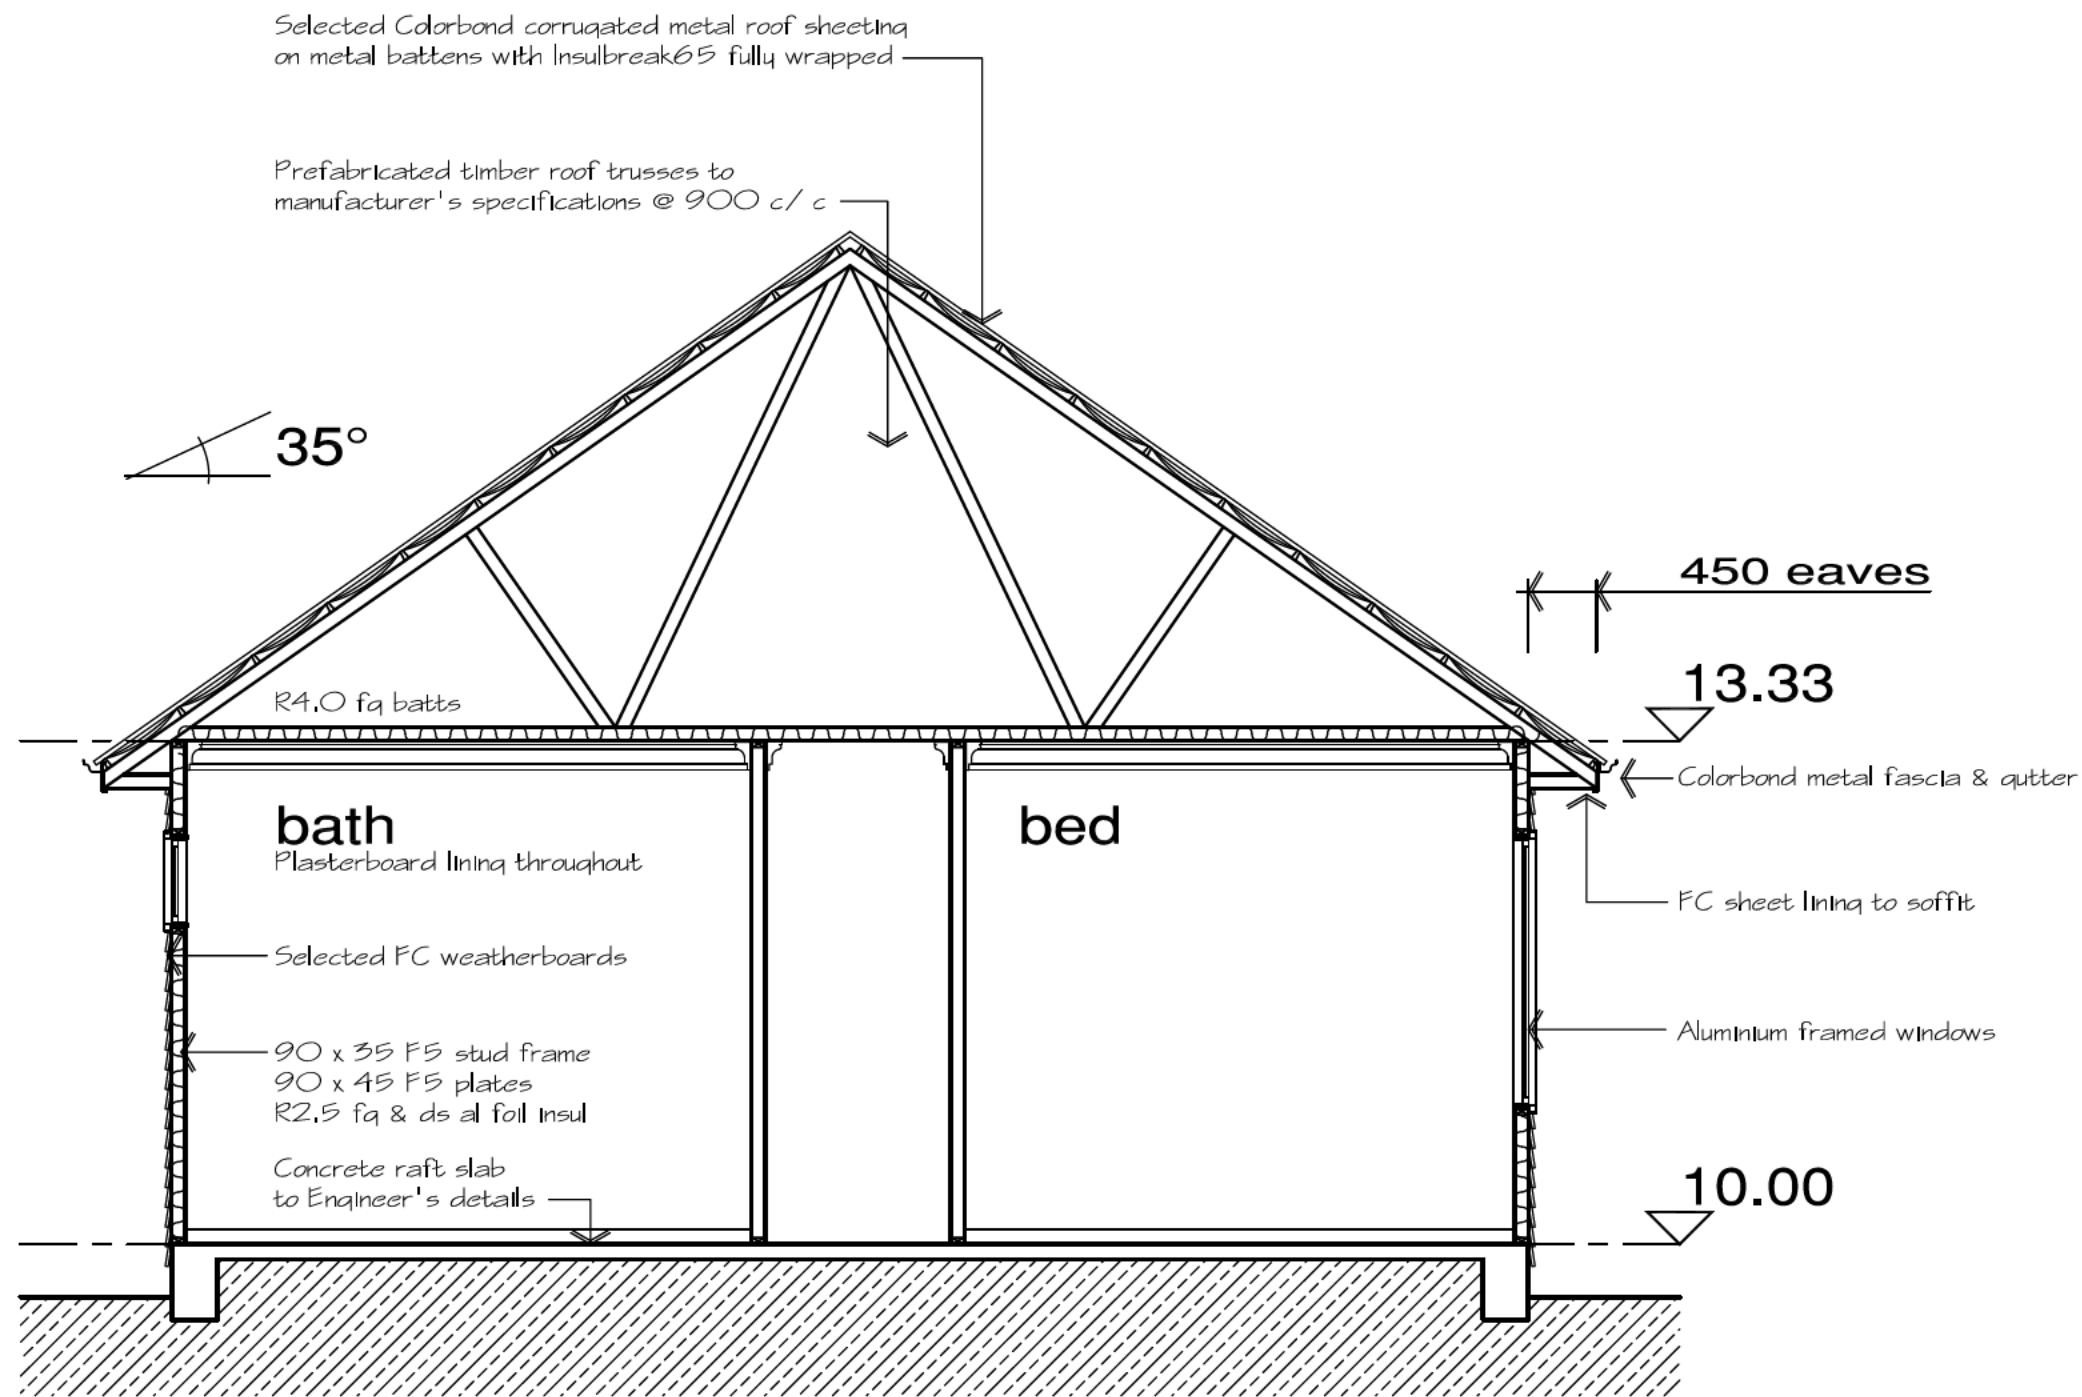 Selected Colorbond corrugated metal roof sheeting
on metal battens with Insulbreak65 fully wrapped
Prefabricated timber roof trusses to
manufacturer's specifications @ 900 c/ c
35°
450 eaves
13.33
R4.0 fg batts
Colorbond metal fascia & gutter
bath
bed
Plasterboard lining throughout
FC sheet lining to soffit
Selected FC weatherboards
Aluminium framed windows
90 x 35 F5 stud frame
90 x 45 F5 plates
R2.5 fg & ds al foil insul
Concrete raft slab
to Engineer's details
10.00